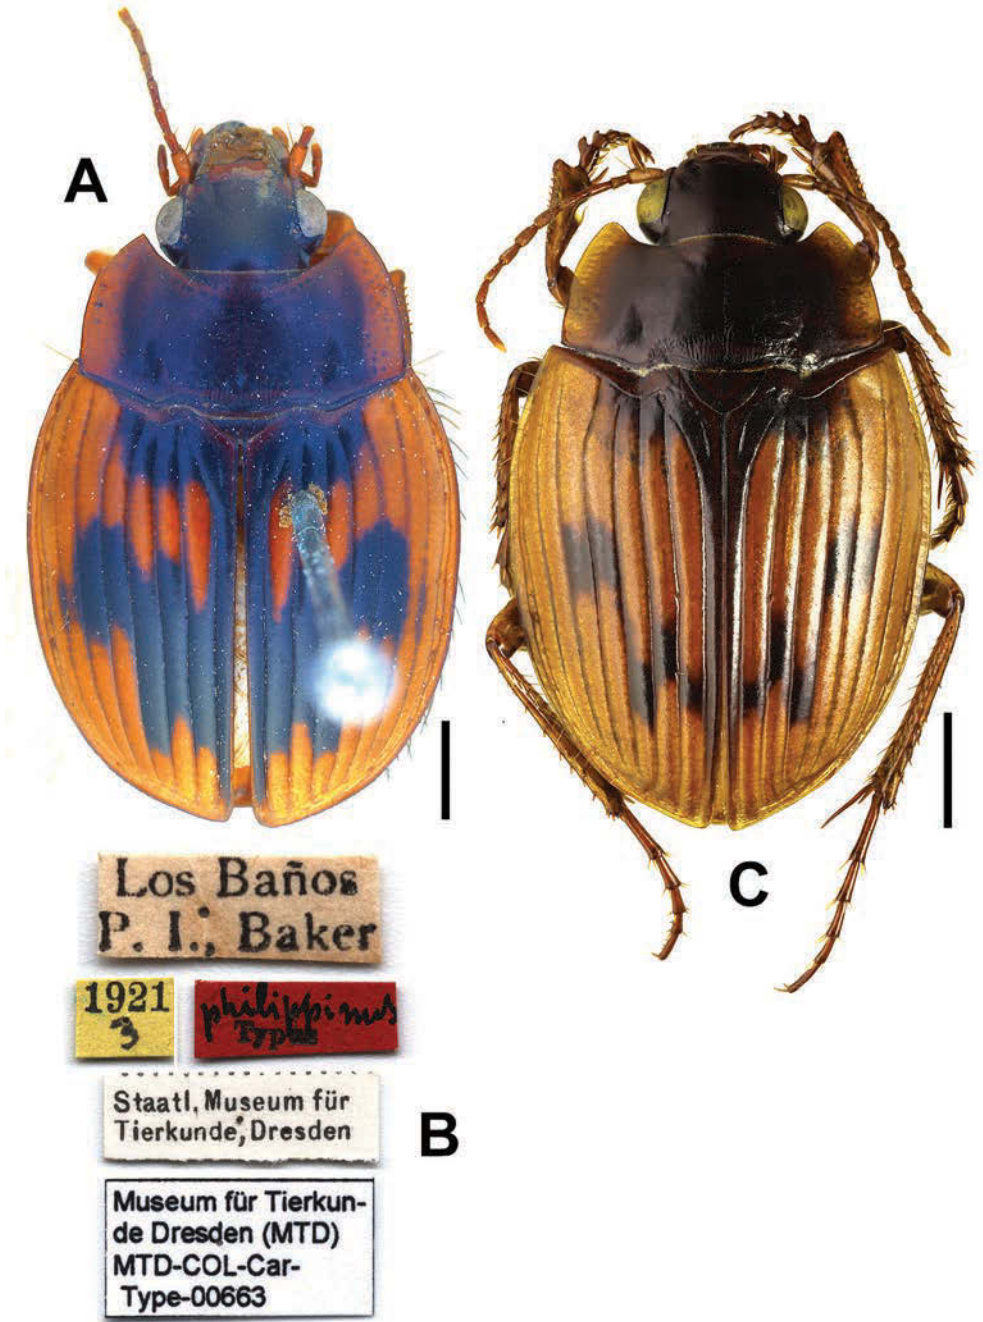 A
C
Los Baños
P. I., Baker
1921
3
philippinus
Typus
Staatl. Museum für
Tierkunde, Dresden
B
Museum für Tierkun-
de Dresden (MTD)
MTD-COL-Car-
Type-00663